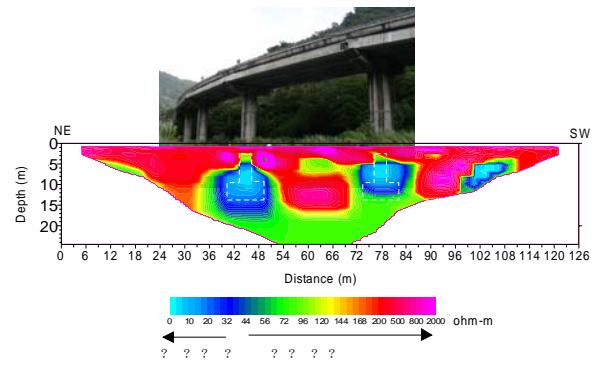 NE
SW
0
5
10
15
20
Depth (m)
0 6 12 18 24 30 36 42 48 54 60 66 72 78 84 90 96 102 108 114 120 126
Distance (m)
0 10 20 32 44 56 72 96 120 144 168 200 500 800 2000 ohm-m
? ? ? ? ? ? ? ?